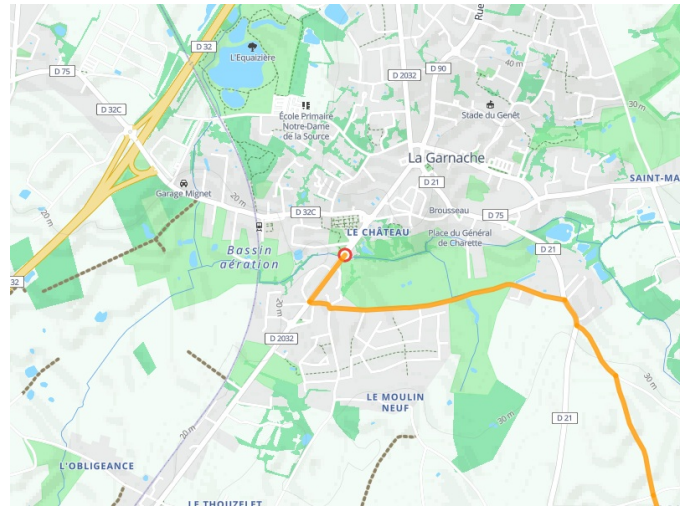 Rue
D 32
D 75
L'Equaizière
D 2032
D 90
40 m
D 32C
École Primaire
Notre-Dame
de la Source
Stade du Genêt
30 m
La Garnache
D 21
SAINT-MA
Garage Mignet
20 m
D 32C
Brousseau
D 75
20 m
LE CHÂTEAU
Place du Général
de Charette
Bassin
aération
D 21
32
20 m
D 2032
30 m
LE MOULIN
NEUF
30 m
D 21
20 m
L'OBLIGEANCE
LE THOUZELET